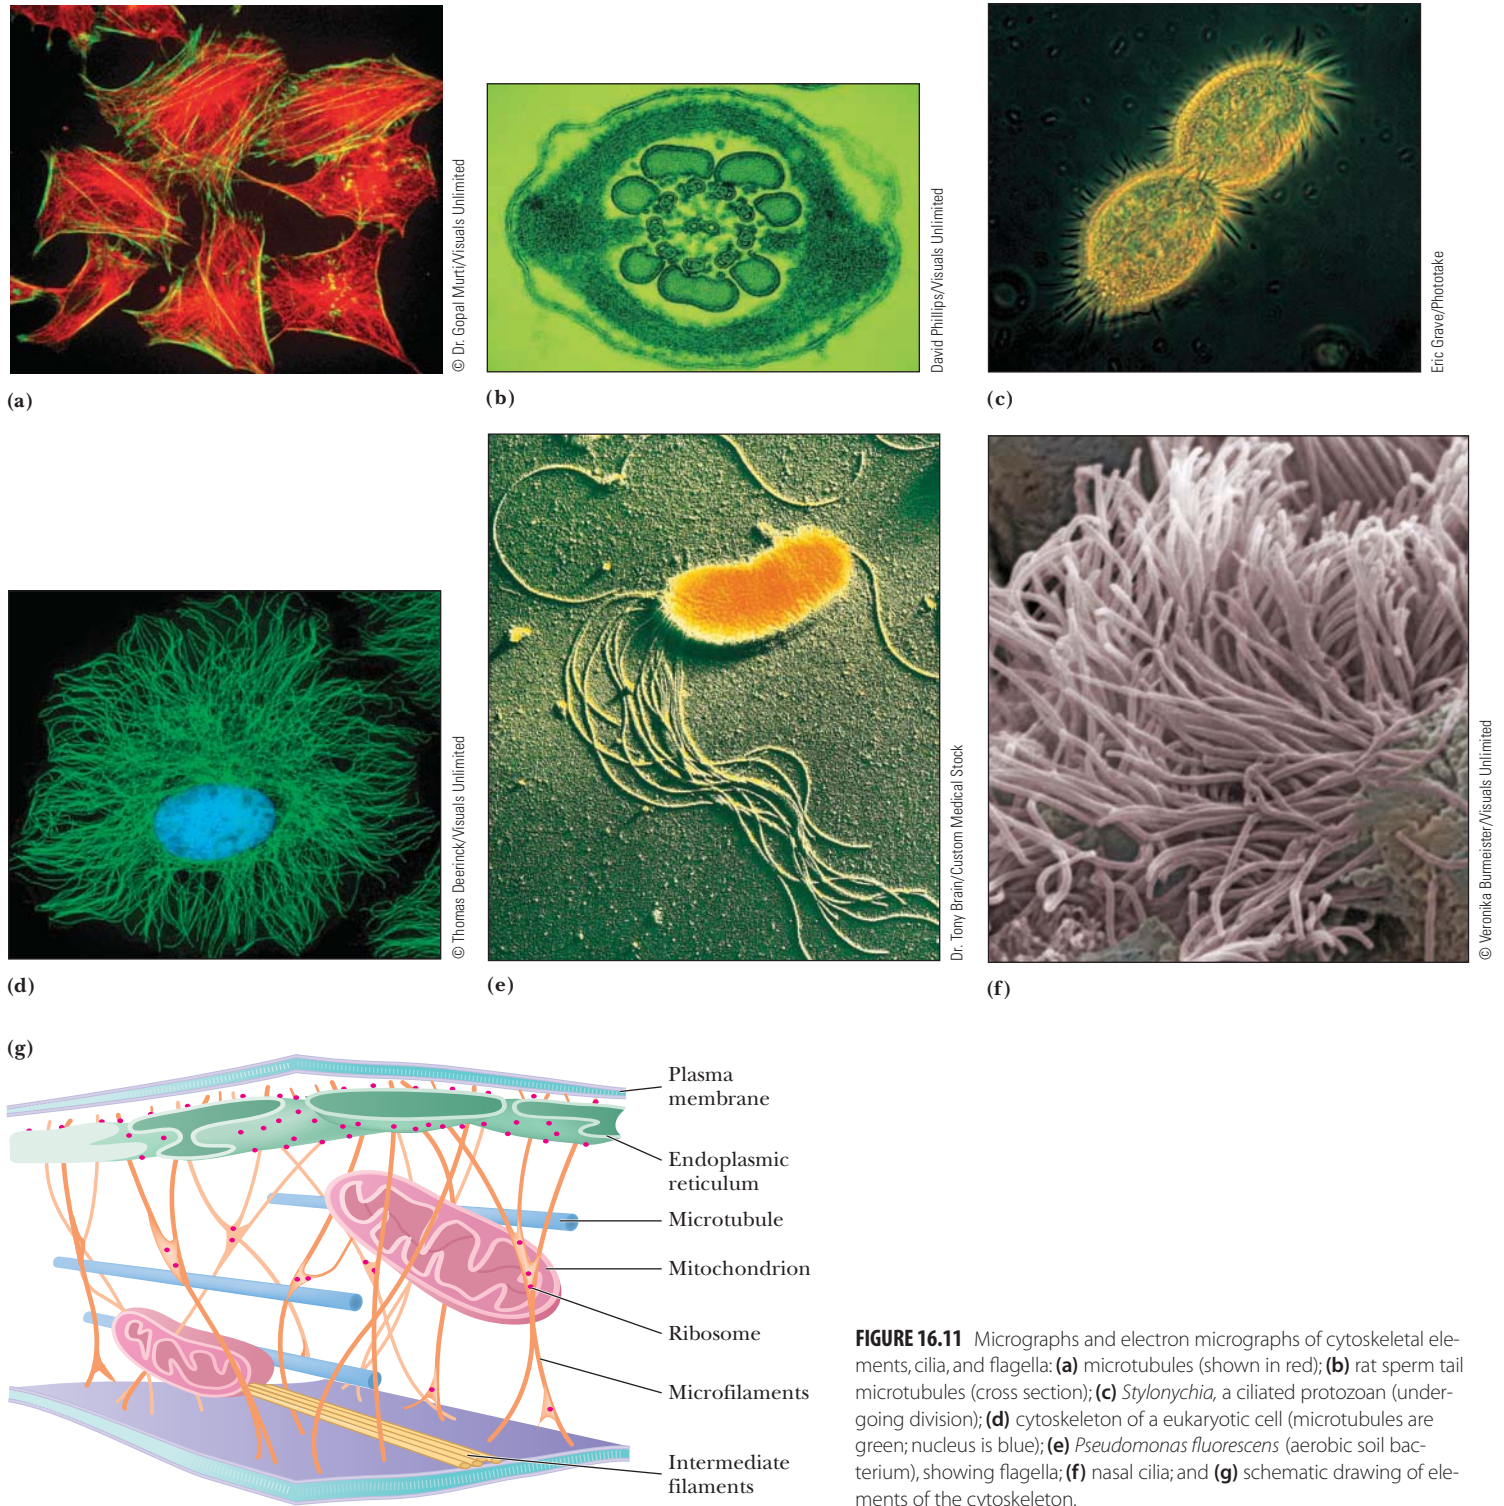 © Dr. Gopal Murti/Visuals Unlimited
David Phillips/Visuals Unlimited
Eric Grave/Phototake
(a)
(b)
(c)
© Thomas Deerinck/Visuals Unlimited
Dr. Tony Brain/Custom Medical Stock
© Veronika Burmeister/Visuals Unlimited
(d)
(e)
(f)
(g)
Plasma
membrane
Endoplasmic
reticulum
Microtubule
Mitochondrion
Ribosome
Microfilaments
Intermediate
filaments
FIGURE 16.11 Micrographs and electron micrographs of cytoskeletal ele-
ments, cilia, and flagella: (a) microtubules (shown in red); (b) rat sperm tail
microtubules (cross section); (c) Stylonychia, a ciliated protozoan (under-
going division); (d) cytoskeleton of a eukaryotic cell (microtubules are
green; nucleus is blue); (e) Pseudomonas fluorescens (aerobic soil bac-
terium), showing flagella; (f) nasal cilia; and (g) schematic drawing of ele-
ments of the cytoskeleton.